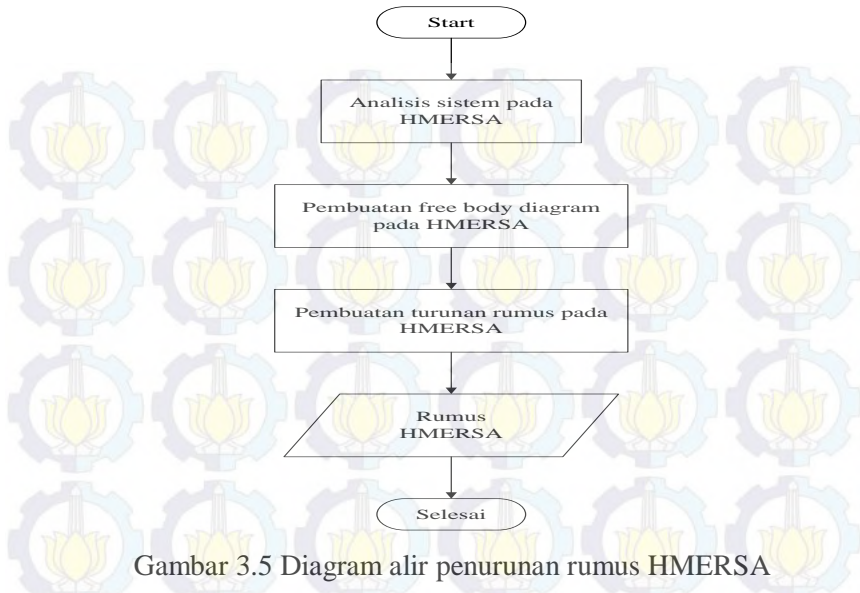 Start
Analisis sistem pada
HMERSA
Pembuatan free body diagram
pada HMERSA
Pembuatan turunan rumus pada
HMERSA
Rumus
HMERSA
Selesai
Gambar 3.5 Diagram alir penurunan rumus HMERSA